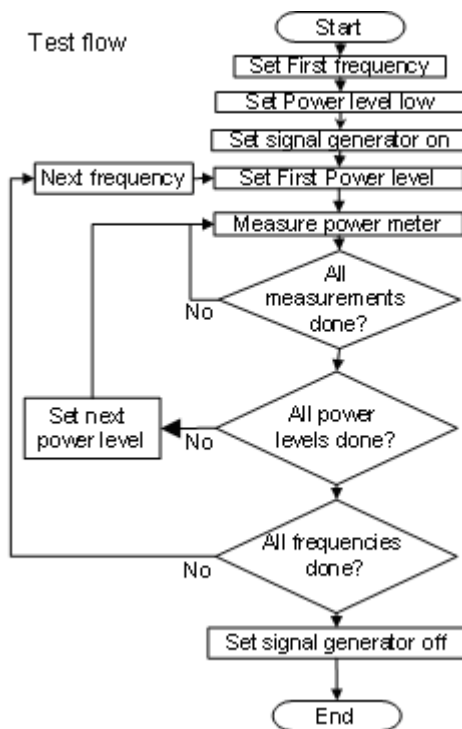 Test flow
Start
Set First frequency
Set Power level low
Set signal generator on
Next frequency
Set First Power level
Measure power meter
All
measurements
done?
No
Set next
power level
No
All power
levels done?
All frequencies
done?
No
Set signal generator off
End